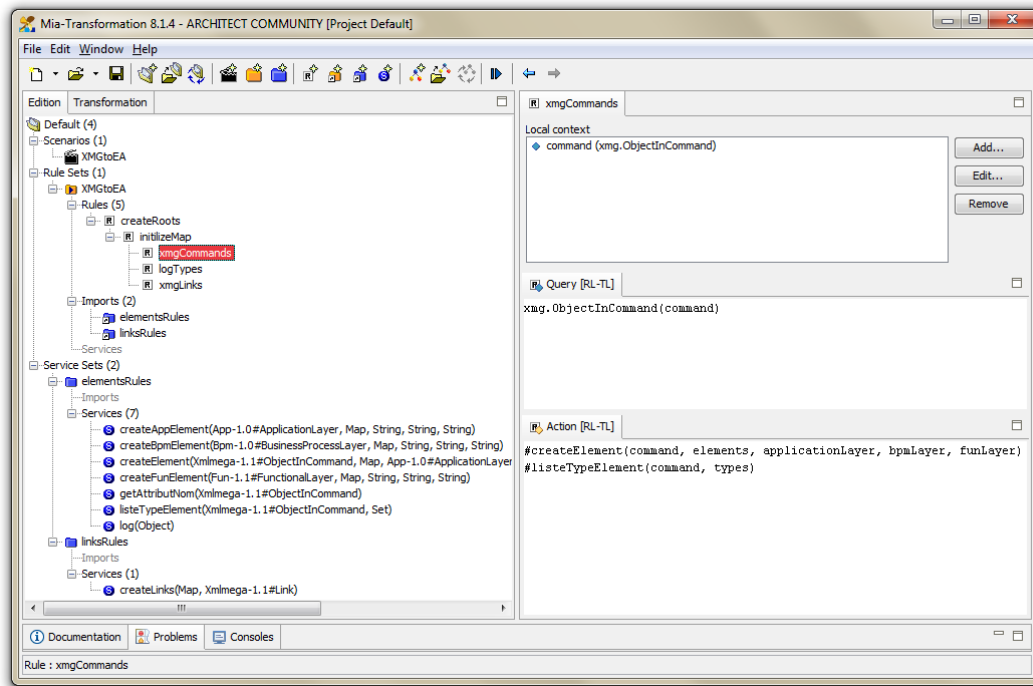 Mia-Transformation 8.1.4 - ARCHITECT COMMUNITY [Project Default]
File Edit Window Help
Edition Transformation
Default (4)
Scenarios (1)
XMGtoEA
Rule Sets (1)
XMGtoEA
Rules (5)
createRoots
initilizeMap
xmgCommands
logTypes
xmgLinks
Imports (2)
elementsRules
linksRules
Services
Service Sets (2)
elementsRules
Imports
Services (7)
createAppElement(App-1.0#ApplicationLayer, Map, String, String, String)
createBpmElement(Bpm-1.0#BusinessProcessLayer, Map, String, String, String)
createElement(Xmlmega-1.1#ObjectInCommand, Map, App-1.0#ApplicationLayer
createFunElement(Fun-1.1#FunctionalLayer, Map, String, String, String)
getAttributNom(Xmlmega-1.1#ObjectInCommand)
listeTypeElement(Xmlmega-1.1#ObjectInCommand, Set)
log(Object)
linksRules
Imports
Services (1)
createLinks(Map, Xmlmega-1.1#Link)
xmgCommands
Local context
command (xmg.ObjectInCommand)
Add...
Edit...
Remove
Query [RL-TL]
xmg.ObjectInCommand(command)
Action [RL-TL]
#createElement(command, elements, applicationLayer, bpmLayer, funLayer)
#listeTypeElement(command, types)
Documentation Problems Consoles
Rule : xmgCommands